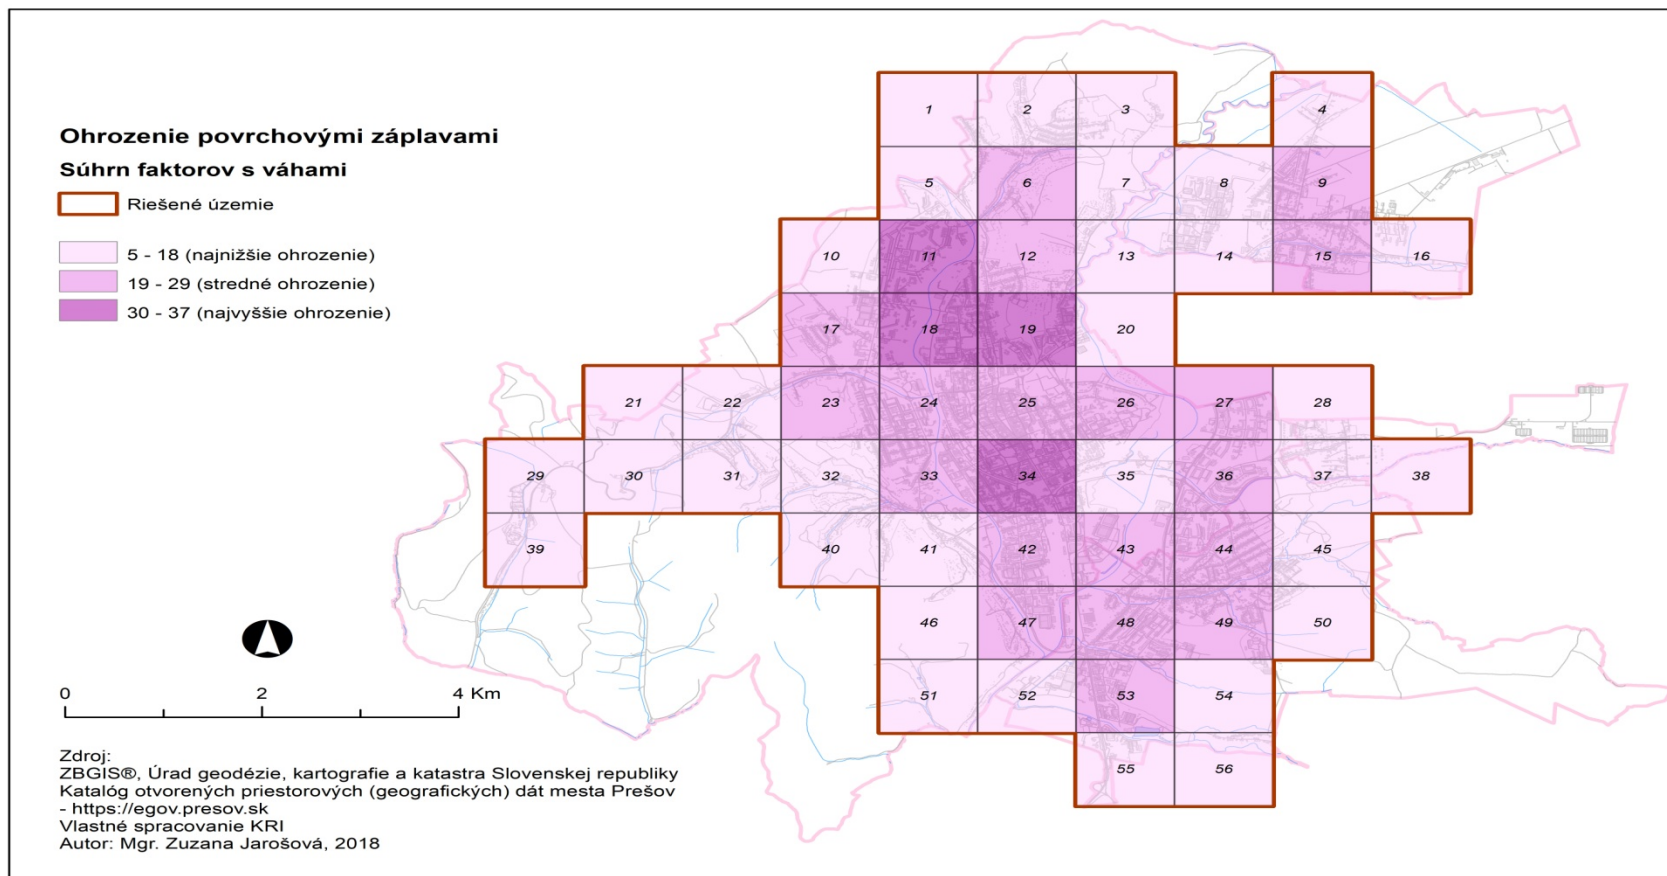 Ohrozenie povrchovými záplavami
Súhrn faktorov s váhami
Riešené územie
5 - 18 (najnižšie ohrozenie)
19 - 29 (stredné ohrozenie)
30 - 37 (najvyššie ohrozenie)
1 2 3 4
5 6 7 8 9
10 11 12 13 14 15 16
17 18 19 20
21 22 23 24 25 26 27 28
29 30 31 32 33 34 35 36 37 38
39 40 41 42 43 44 45
46 47 48 49 50
51 52 53 54
55 56
0 2 4 Km
Zdroj:
ZBGIS®, Úrad geodézie, kartografie a katastra Slovenskej republiky
Katalóg otvorených priestorových (geografických) dát mesta Prešov
- https://egov.presov.sk
Vlastné spracovanie KRI
Autor: Mgr. Zuzana Jarošová, 2018